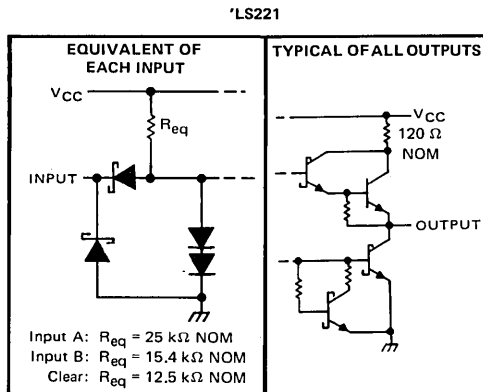 'LS221
EQUIVALENT OF
EACH INPUT
VCC
Req
INPUT
Input A: Req = 25 kΩ NOM
Input B: Req = 15.4 kΩ NOM
Clear: Req = 12.5 kΩ NOM
TYPICAL OF ALL OUTPUTS
VCC
120 Ω
NOM
OUTPUT